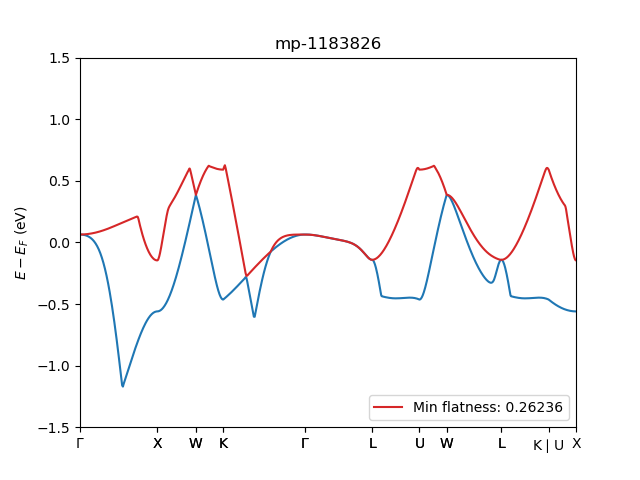 mp-1183826
E − E_F (eV)
1.5
1.0
0.5
0.0
−0.5
−1.0
−1.5
Min flatness: 0.26236
Γ X W K Γ L U W L K | U X